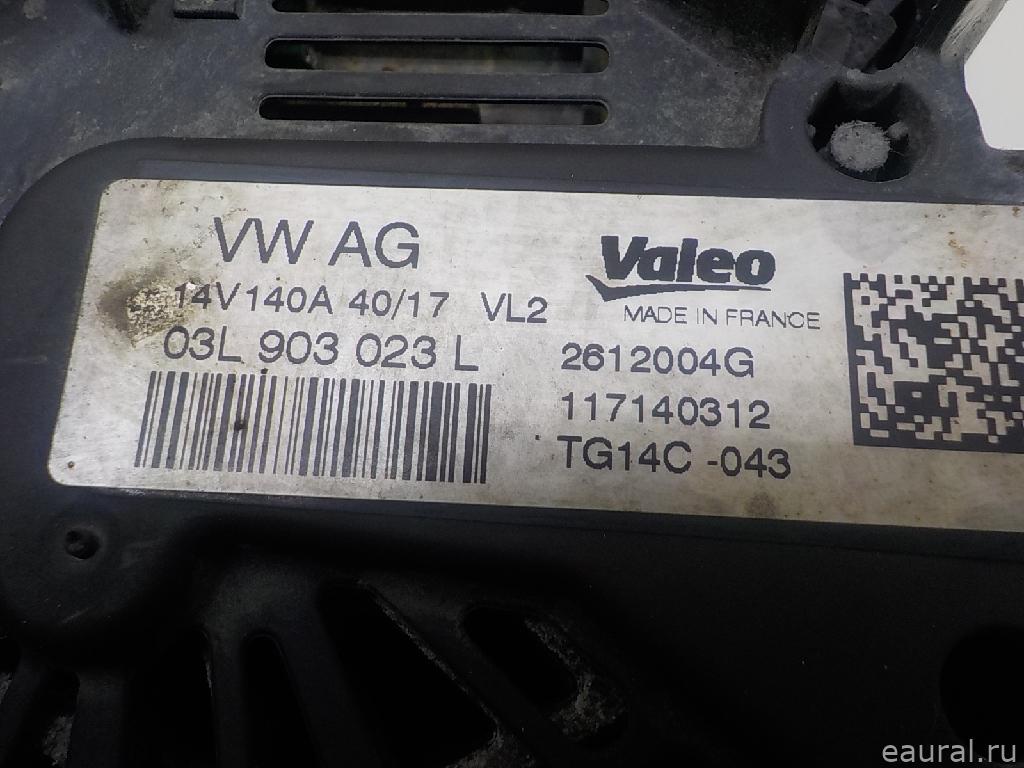 VW AG
14V140A 40/17 VL2
03L 903 023 L
Valeo
MADE IN FRANCE
2612004G
117140312
TG14C -043
eaural.ru